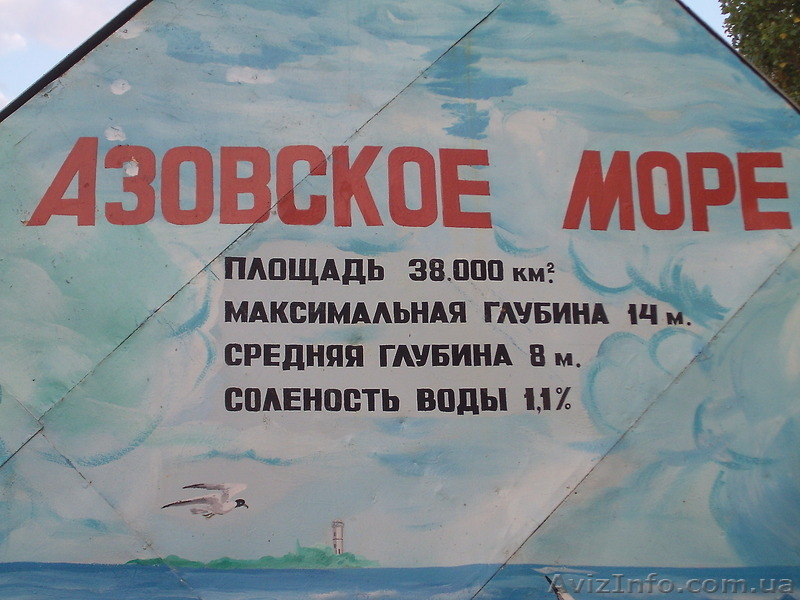 АЗОВСКОЕ МОРЕ
ПЛОЩАДЬ 38.000 км².
МАКСИМАЛЬНАЯ ГЛУБИНА 14 м.
СРЕДНЯЯ ГЛУБИНА 8 м.
СОЛЕНОСТЬ ВОДЫ 1,1%
AvizInfo.com.ua